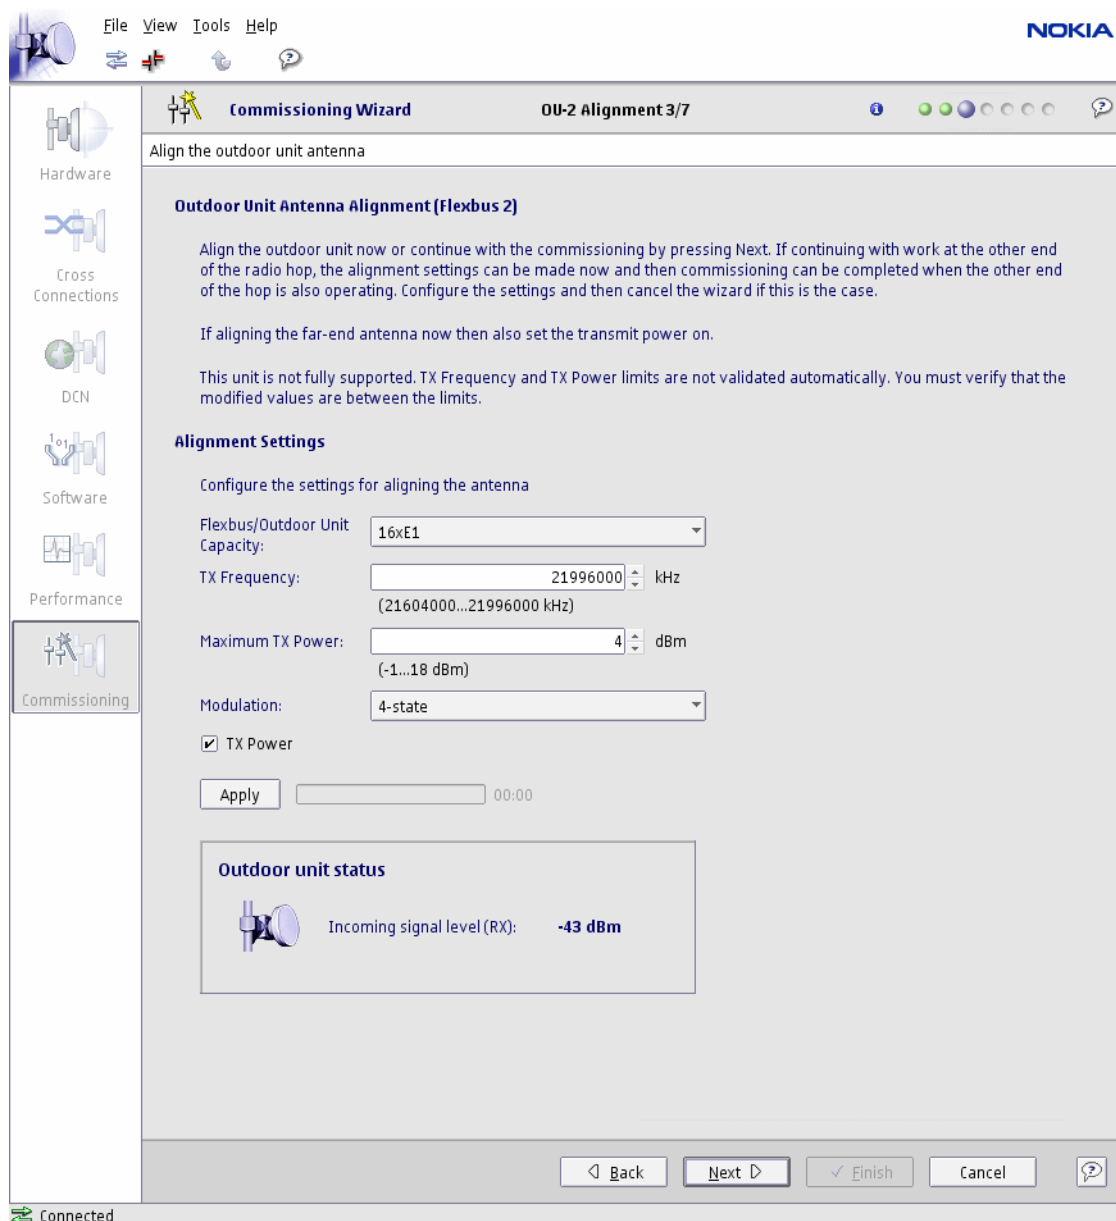 File View Tools Help
NOKIA
Commissioning Wizard OU-2 Alignment 3/7
Align the outdoor unit antenna
Hardware
Cross
Connections
DCN
Software
Performance
Commissioning
Outdoor Unit Antenna Alignment (Flexbus 2)
Align the outdoor unit now or continue with the commissioning by pressing Next. If continuing with work at the other end
of the radio hop, the alignment settings can be made now and then commissioning can be completed when the other end
of the hop is also operating. Configure the settings and then cancel the wizard if this is the case.
If aligning the far-end antenna now then also set the transmit power on.
This unit is not fully supported. TX Frequency and TX Power limits are not validated automatically. You must verify that the
modified values are between the limits.
Alignment Settings
Configure the settings for aligning the antenna
Flexbus/Outdoor Unit
Capacity: 16xE1
TX Frequency: 21996000 kHz
(21604000...21996000 kHz)
Maximum TX Power: 4 dBm
(-1...18 dBm)
Modulation: 4-state
TX Power
Apply 00:00
Outdoor unit status
Incoming signal level (RX): -43 dBm
Back Next Finish Cancel
Connected